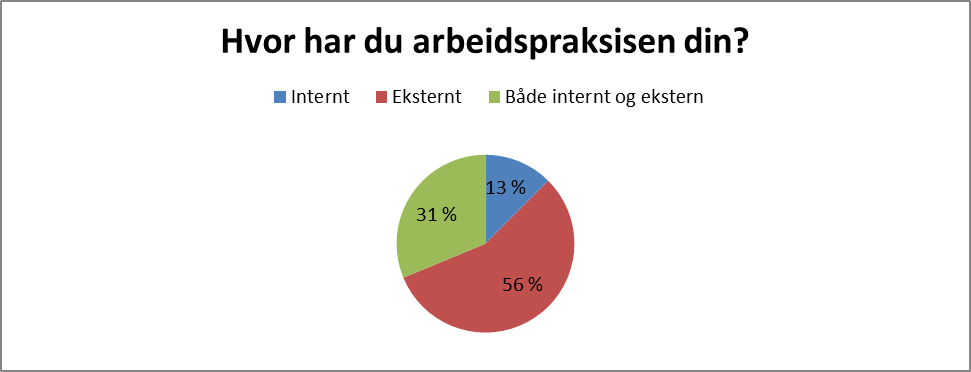 Hvor har du arbeidspraksisen din?
Internt Eksternt Både internt og ekstern
13 %
31 %
56 %